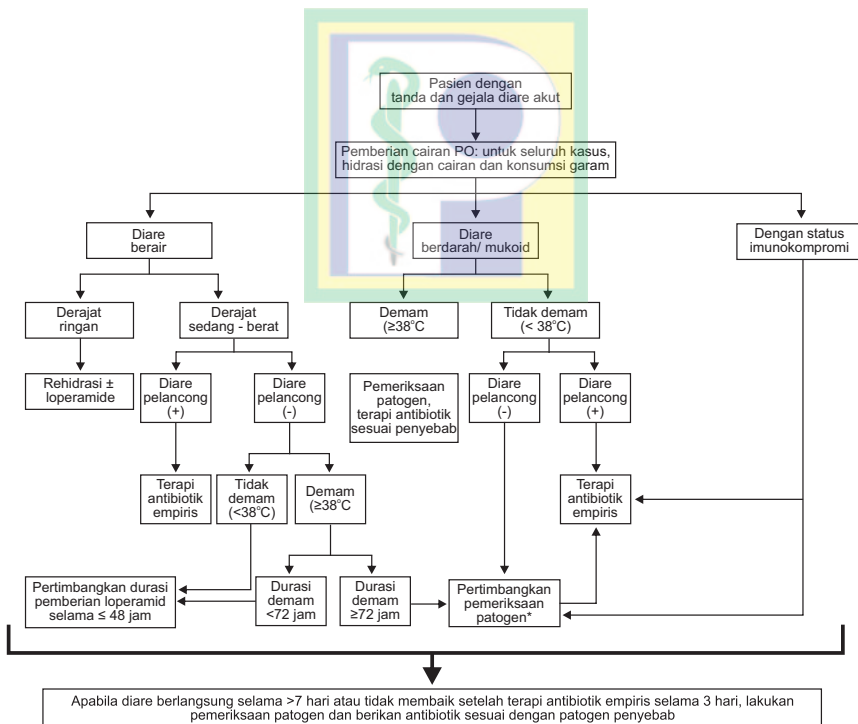 Pasien dengan
tanda dan gejala diare akut
Pemberian cairan PO: untuk seluruh kasus,
hidrasi dengan cairan dan konsumsi garam
Diare
berair
Diare
berdarah/ mukoid
Dengan status
imunokompromi
Derajat
ringan
Derajat
sedang - berat
Demam
(≥38°C
Tidak demam
(< 38°C)
Rehidrasi ±
loperamide
Diare
pelancong
(+)
Diare
pelancong
(-)
Pemeriksaan
patogen,
terapi antibiotik
sesuai penyebab
Diare
pelancong
(-)
Diare
pelancong
(+)
Terapi
antibiotik
empiris
Tidak
demam
(<38°C)
Demam
(≥38°C
Terapi
antibiotik
empiris
Pertimbangkan durasi
pemberian loperamid
selama ≤ 48 jam
Durasi
demam
<72 jam
Durasi
demam
≥72 jam
Pertimbangkan
pemeriksaan
patogen*
Apabila diare berlangsung selama >7 hari atau tidak membaik setelah terapi antibiotik empiris selama 3 hari, lakukan
pemeriksaan patogen dan berikan antibiotik sesuai dengan patogen penyebab